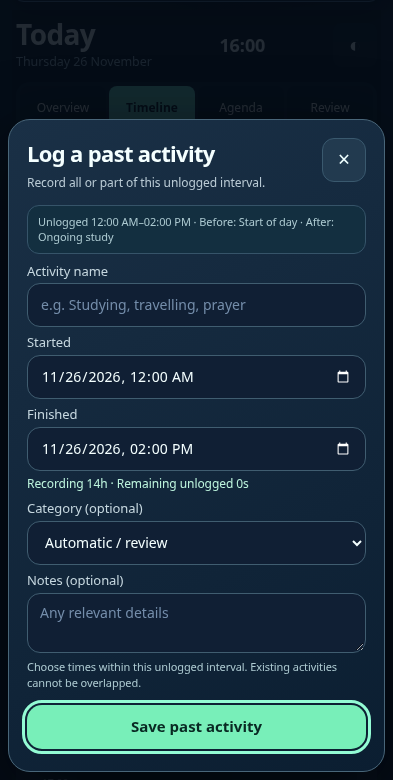 Today
16:00
Thursday 26 November
Overview Timeline Agenda Review
Log a past activity
✕
Record all or part of this unlogged interval.
Unlogged 12:00 AM–02:00 PM · Before: Start of day · After:
Ongoing study
Activity name
e.g. Studying, travelling, prayer
Started
11/26/2026, 12:00 AM
Finished
11/26/2026, 02:00 PM
Recording 14h · Remaining unlogged 0s
Category (optional)
Automatic / review
Notes (optional)
Any relevant details
Choose times within this unlogged interval. Existing activities
cannot be overlapped.
Save past activity